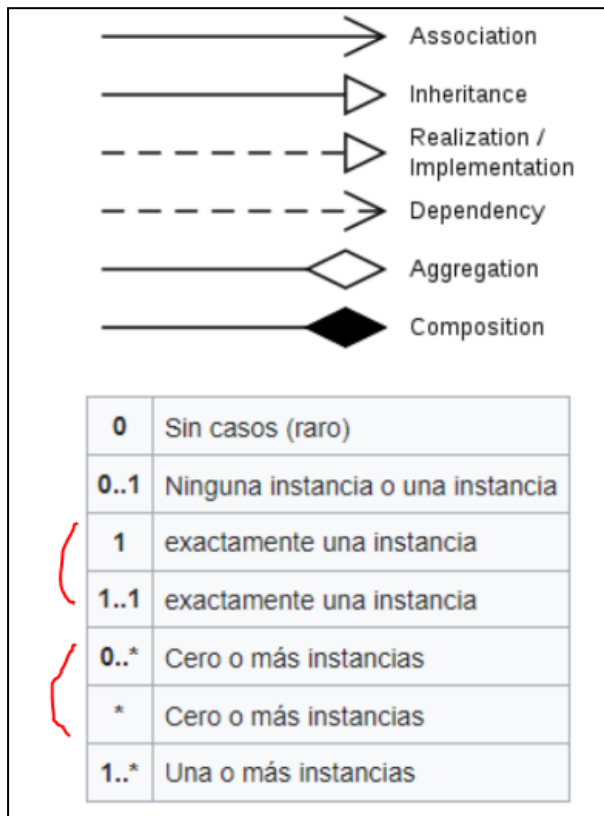 Association
Inheritance
Realization /
Implementation
Dependency
Aggregation
Composition
0 Sin casos (raro)
0..1 Ninguna instancia o una instancia
1 exactamente una instancia
1..1 exactamente una instancia
0..* Cero o más instancias
* Cero o más instancias
1..* Una o más instancias